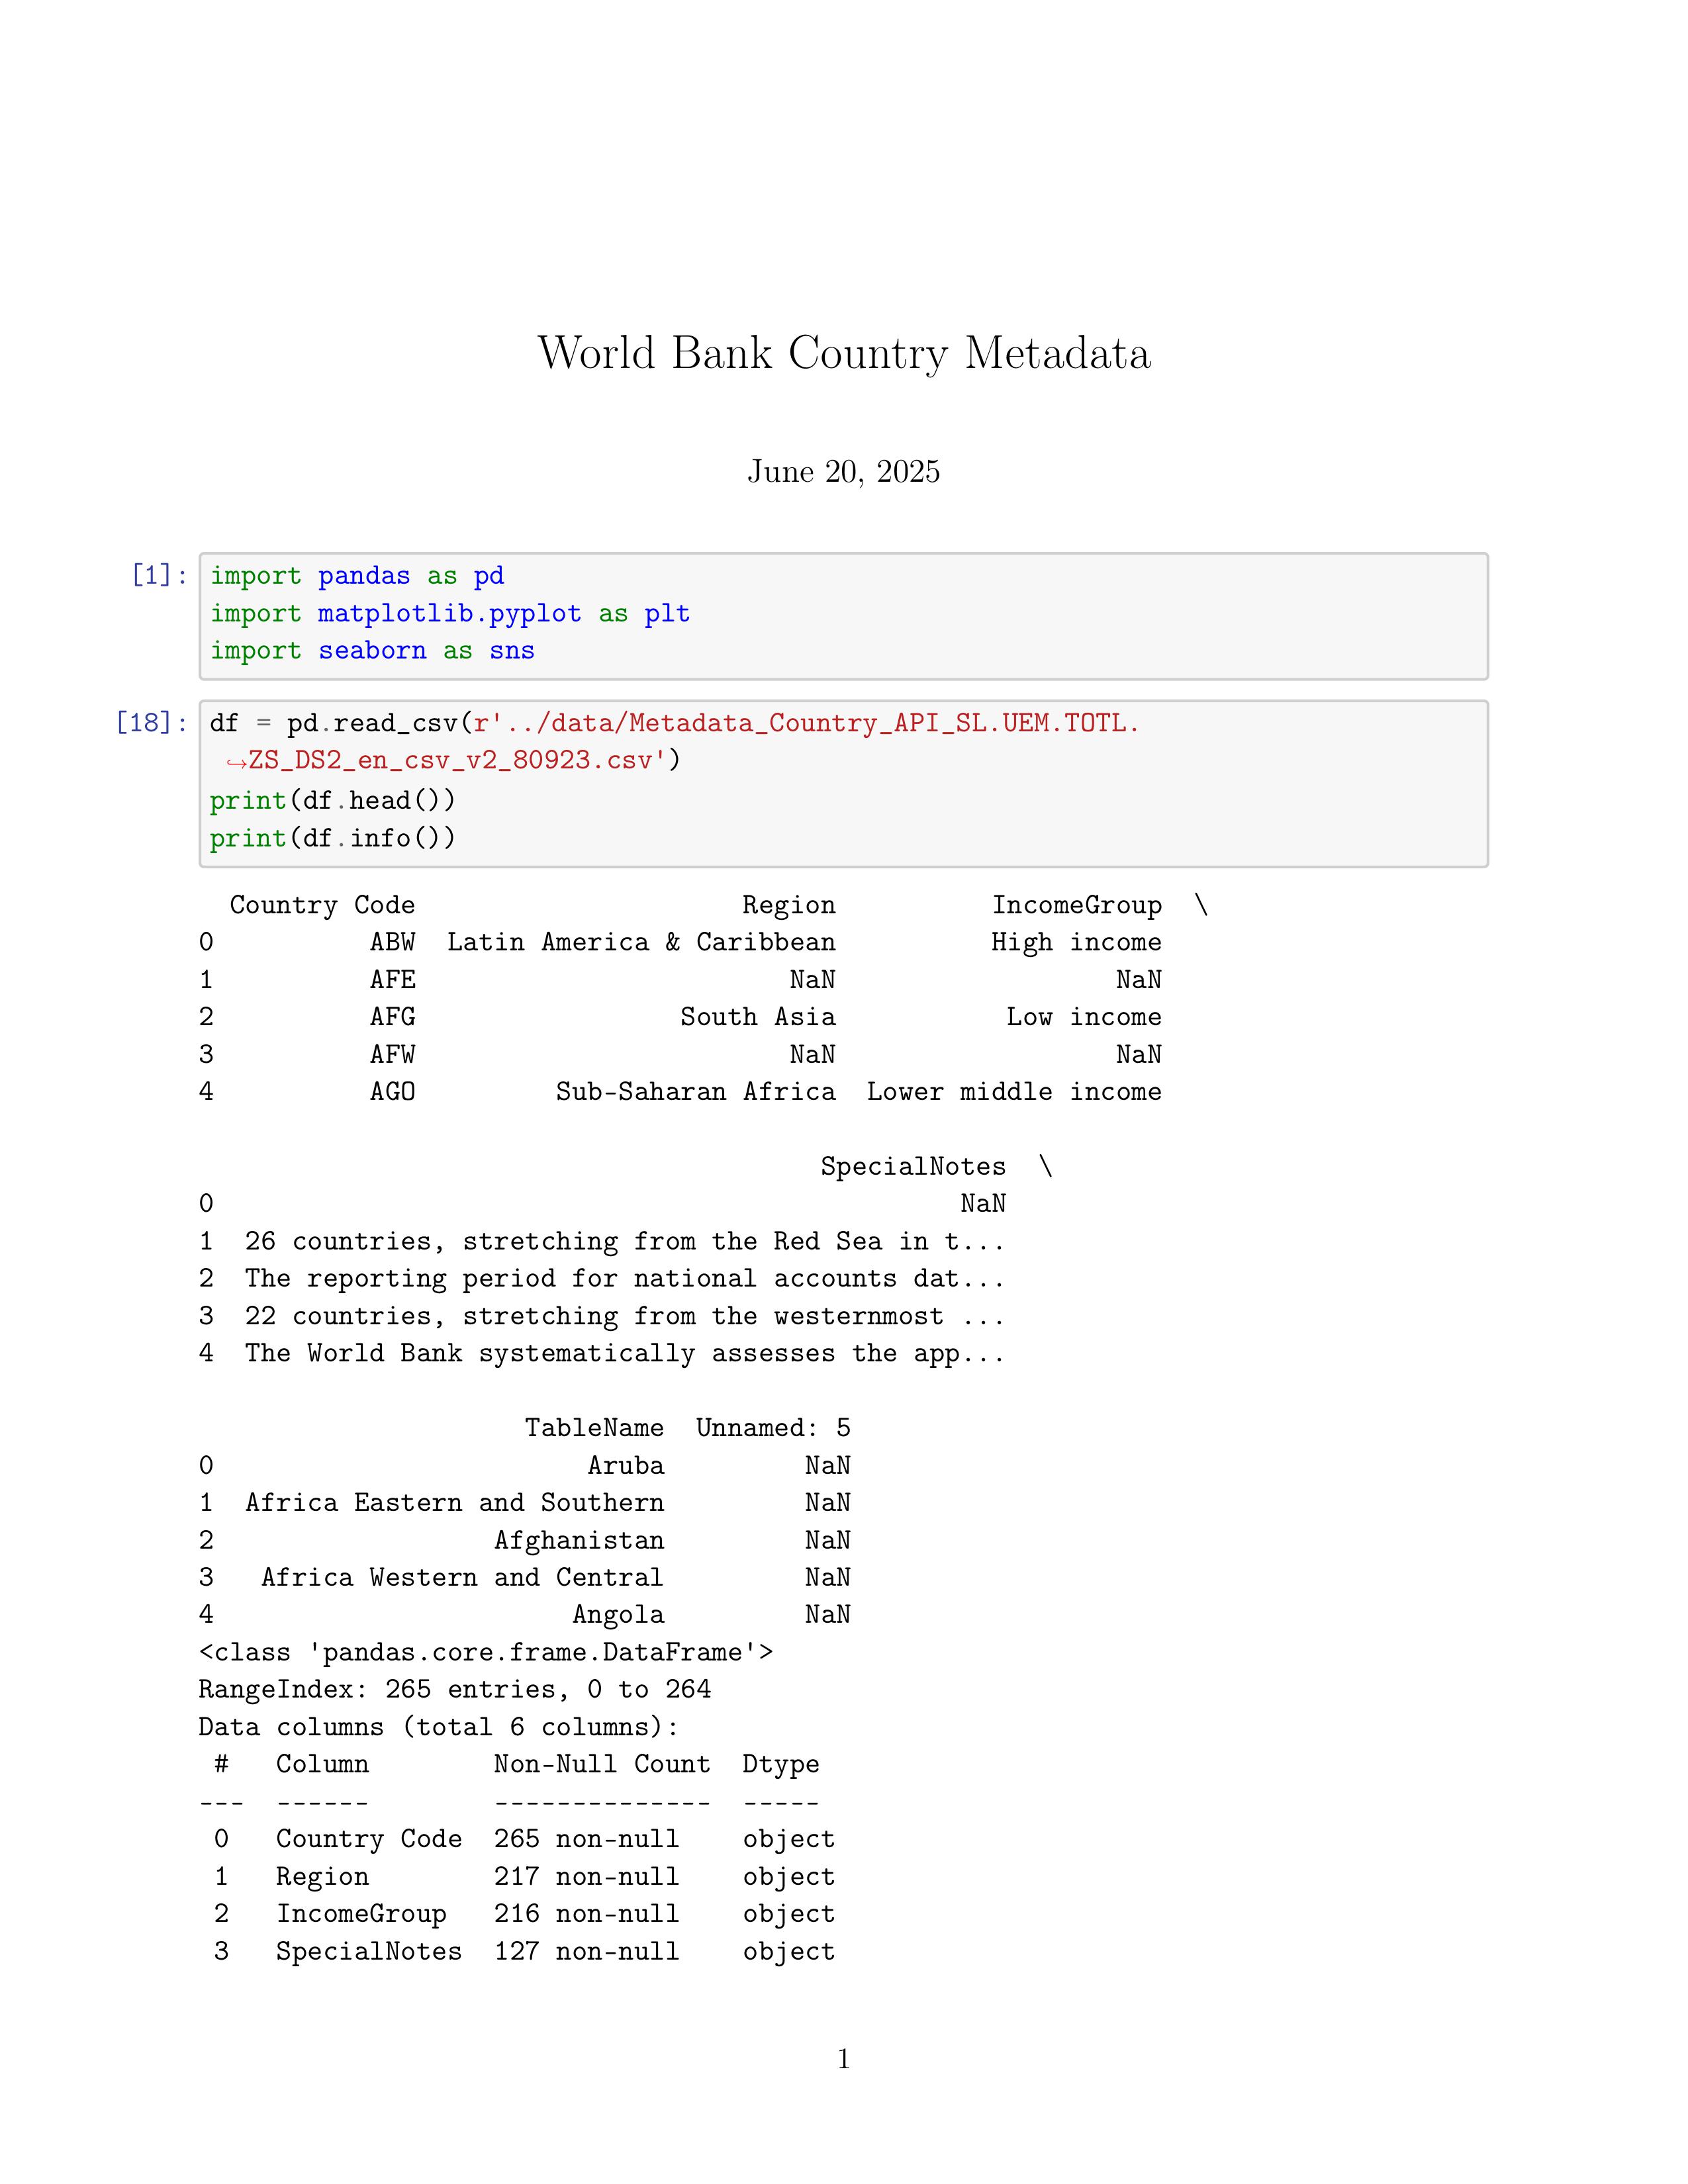 World Bank Country Metadata
June 20, 2025
[1]: import pandas as pd
import matplotlib.pyplot as plt
import seaborn as sns
[18]: df = pd.read_csv(r'../data/Metadata_Country_API_SL.UEM.TOTL.
↪ZS_DS2_en_csv_v2_80923.csv')
print(df.head())
print(df.info())
  Country Code                     Region          IncomeGroup  \
0          ABW  Latin America & Caribbean          High income
1          AFE                        NaN                  NaN
2          AFG                 South Asia           Low income
3          AFW                        NaN                  NaN
4          AGO         Sub-Saharan Africa  Lower middle income
                                        SpecialNotes  \
0                                                NaN
1  26 countries, stretching from the Red Sea in t...
2  The reporting period for national accounts dat...
3  22 countries, stretching from the westernmost ...
4  The World Bank systematically assesses the app...
                     TableName  Unnamed: 5
0                        Aruba         NaN
1  Africa Eastern and Southern         NaN
2                  Afghanistan         NaN
3   Africa Western and Central         NaN
4                       Angola         NaN
<class 'pandas.core.frame.DataFrame'>
RangeIndex: 265 entries, 0 to 264
Data columns (total 6 columns):
 #   Column        Non-Null Count  Dtype
---  ------        --------------  -----
 0   Country Code  265 non-null    object
 1   Region        217 non-null    object
 2   IncomeGroup   216 non-null    object
 3   SpecialNotes  127 non-null    object
1